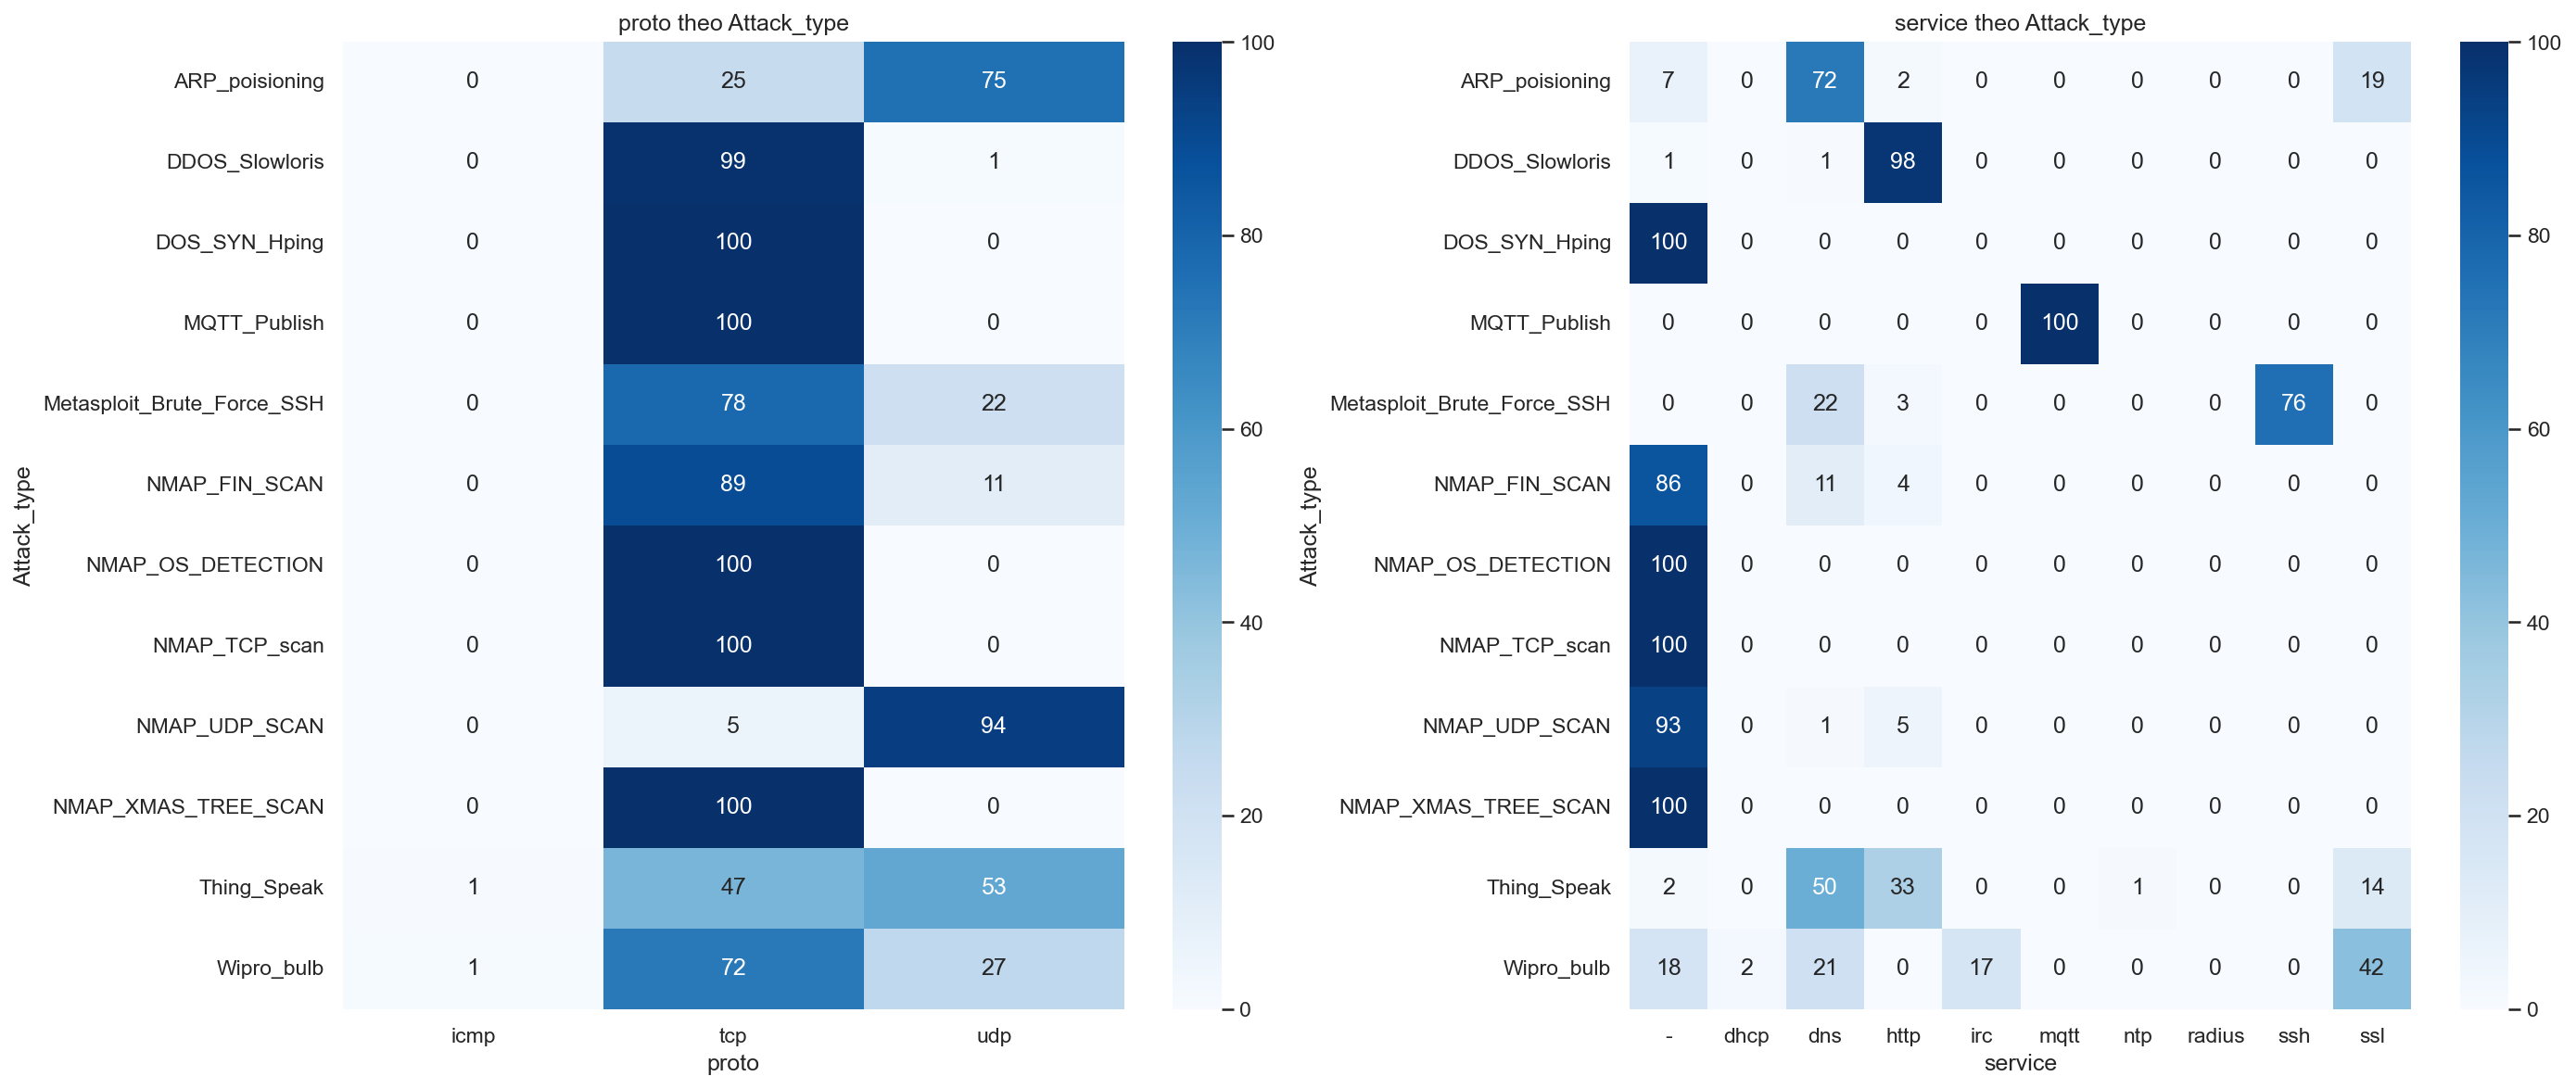 proto theo Attack_type
Attack_type
ARP_poisioning 0 25 75
DDOS_Slowloris 0 99 1
DOS_SYN_Hping 0 100 0
MQTT_Publish 0 100 0
Metasploit_Brute_Force_SSH 0 78 22
NMAP_FIN_SCAN 0 89 11
NMAP_OS_DETECTION 0 100 0
NMAP_TCP_scan 0 100 0
NMAP_UDP_SCAN 0 5 94
NMAP_XMAS_TREE_SCAN 0 100 0
Thing_Speak 1 47 53
Wipro_bulb 1 72 27
icmp tcp udp
proto
100
80
60
40
20
0
service theo Attack_type
Attack_type
ARP_poisioning 7 0 72 2 0 0 0 0 0 19
DDOS_Slowloris 1 0 1 98 0 0 0 0 0 0
DOS_SYN_Hping 100 0 0 0 0 0 0 0 0 0
MQTT_Publish 0 0 0 0 0 100 0 0 0 0
Metasploit_Brute_Force_SSH 0 0 22 3 0 0 0 0 76 0
NMAP_FIN_SCAN 86 0 11 4 0 0 0 0 0 0
NMAP_OS_DETECTION 100 0 0 0 0 0 0 0 0 0
NMAP_TCP_scan 100 0 0 0 0 0 0 0 0 0
NMAP_UDP_SCAN 93 0 1 5 0 0 0 0 0 0
NMAP_XMAS_TREE_SCAN 100 0 0 0 0 0 0 0 0 0
Thing_Speak 2 0 50 33 0 0 1 0 0 14
Wipro_bulb 18 2 21 0 17 0 0 0 0 42
- dhcp dns http irc mqtt ntp radius ssh ssl
service
100
80
60
40
20
0